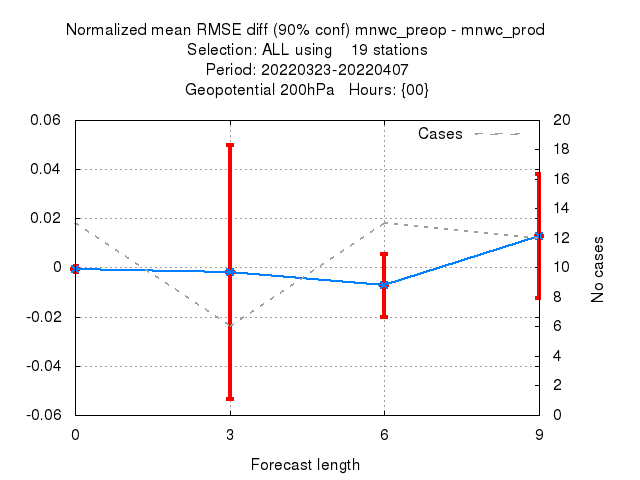 Normalized mean RMSE diff (90% conf) mnwc_preop - mnwc_prod
Selection: ALL using    19 stations
Period: 20220323-20220407
Geopotential 200hPa   Hours: {00}
Cases
0.06
0.04
0.02
0
-0.02
-0.04
-0.06
20
18
16
14
12
10
8
6
4
2
0
No cases
0 3 6 9
Forecast length